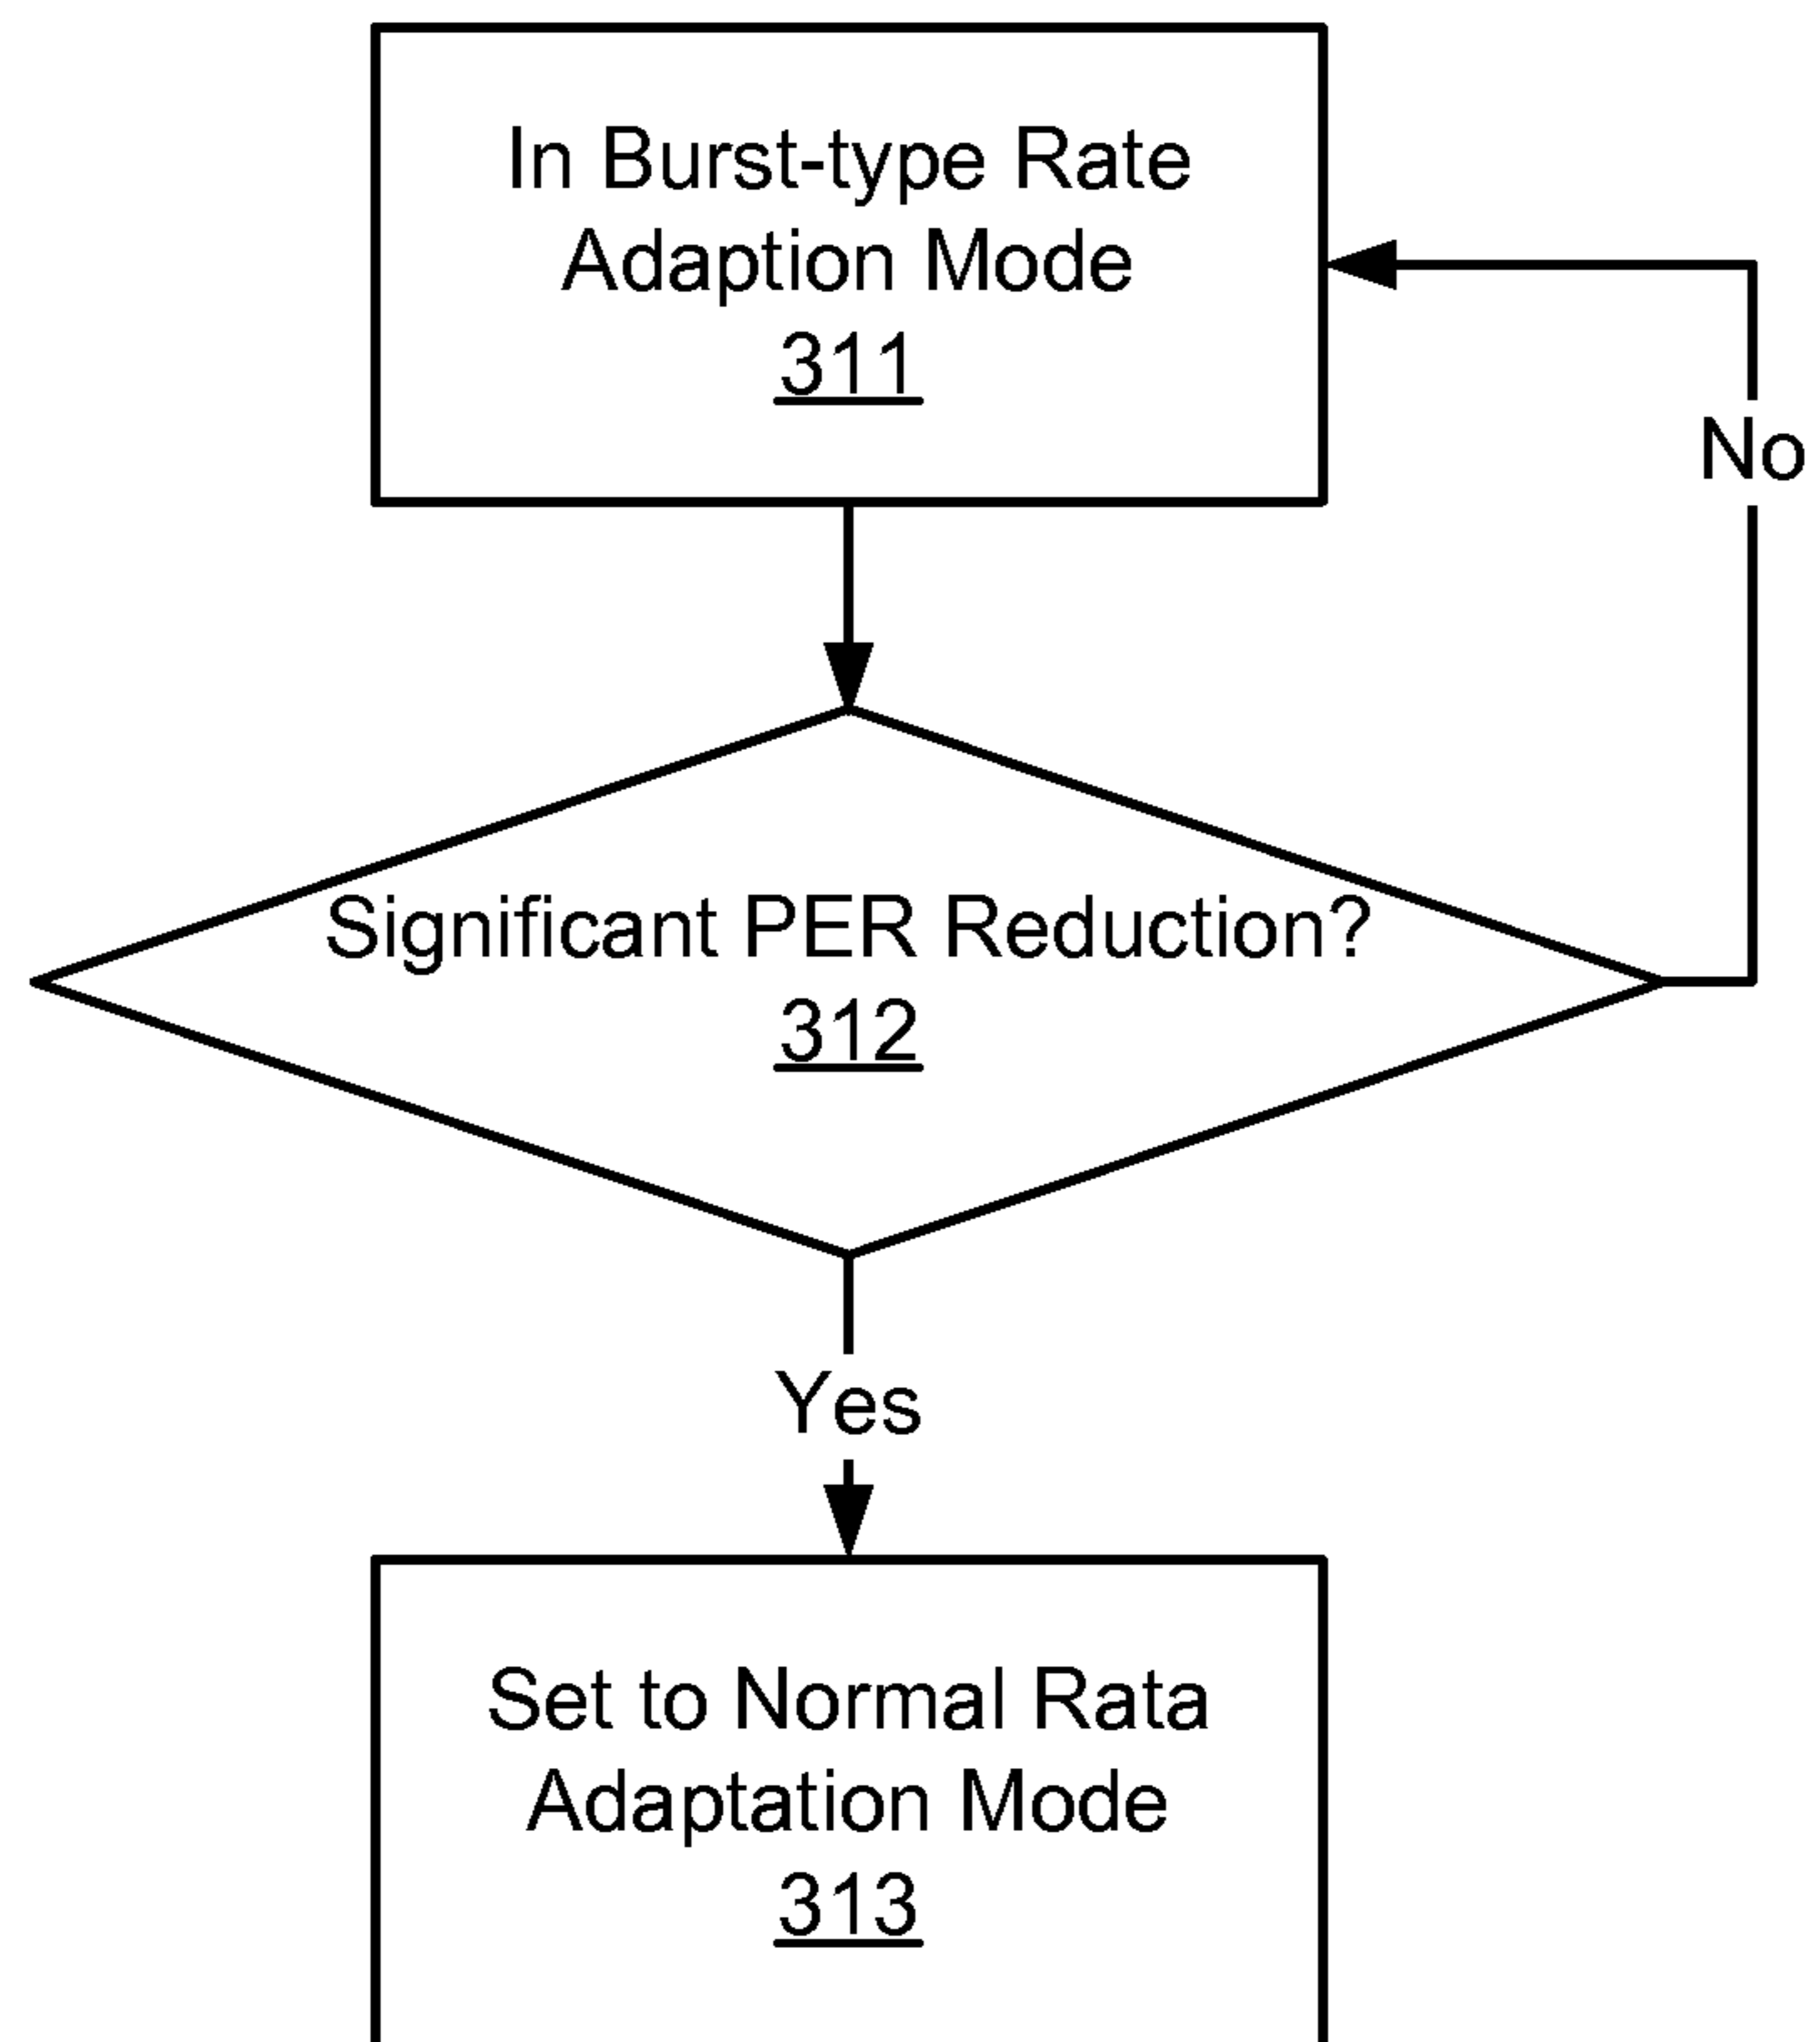 In Burst-type Rate
Adaption Mode
311
No
Significant PER Reduction?
312
Yes
Set to Normal Rata
Adaptation Mode
313